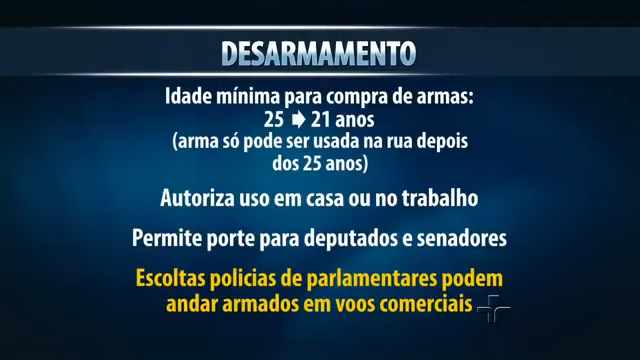 DESARMAMENTO
Idade mínima para compra de armas:
25 ➡ 21 anos
(arma só pode ser usada na rua depois
dos 25 anos)
Autoriza uso em casa ou no trabalho
Permite porte para deputados e senadores
Escoltas policias de parlamentares podem
andar armados em voos comerciais